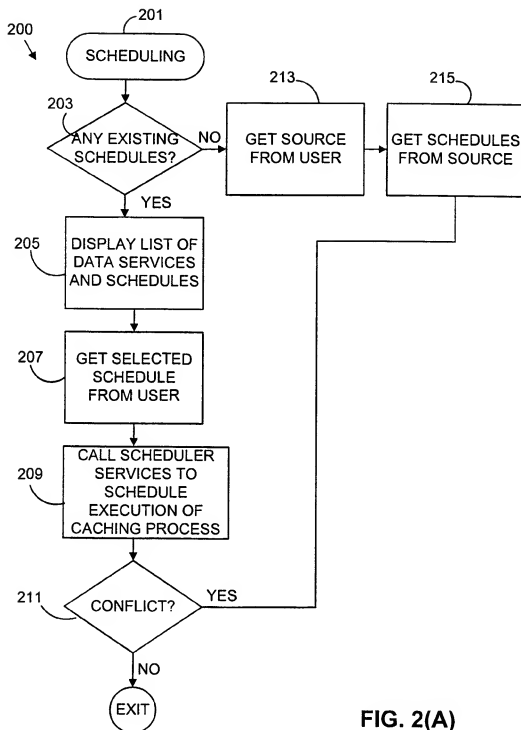 200
201
SCHEDULING
203
ANY EXISTING
SCHEDULES?
NO
213
GET SOURCE
FROM USER
215
GET SCHEDULES
FROM SOURCE
YES
205
DISPLAY LIST OF
DATA SERVICES
AND SCHEDULES
207
GET SELECTED
SCHEDULE
FROM USER
209
CALL SCHEDULER
SERVICES TO
SCHEDULE
EXECUTION OF
CACHING PROCESS
211
CONFLICT?
YES
NO
EXIT
FIG. 2(A)